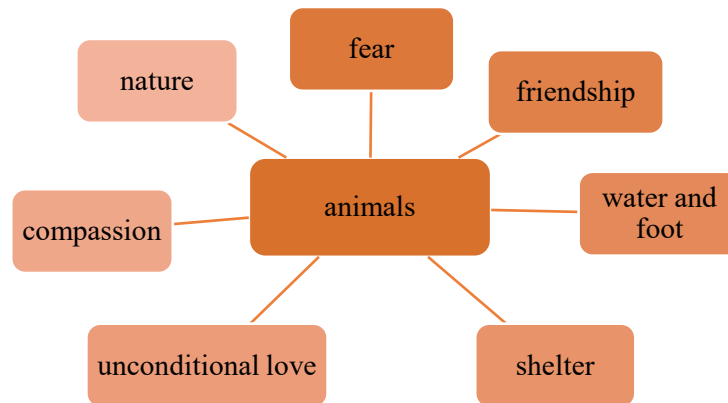 fear
nature
friendship
animals
water and
foot
compassion
unconditional love
shelter